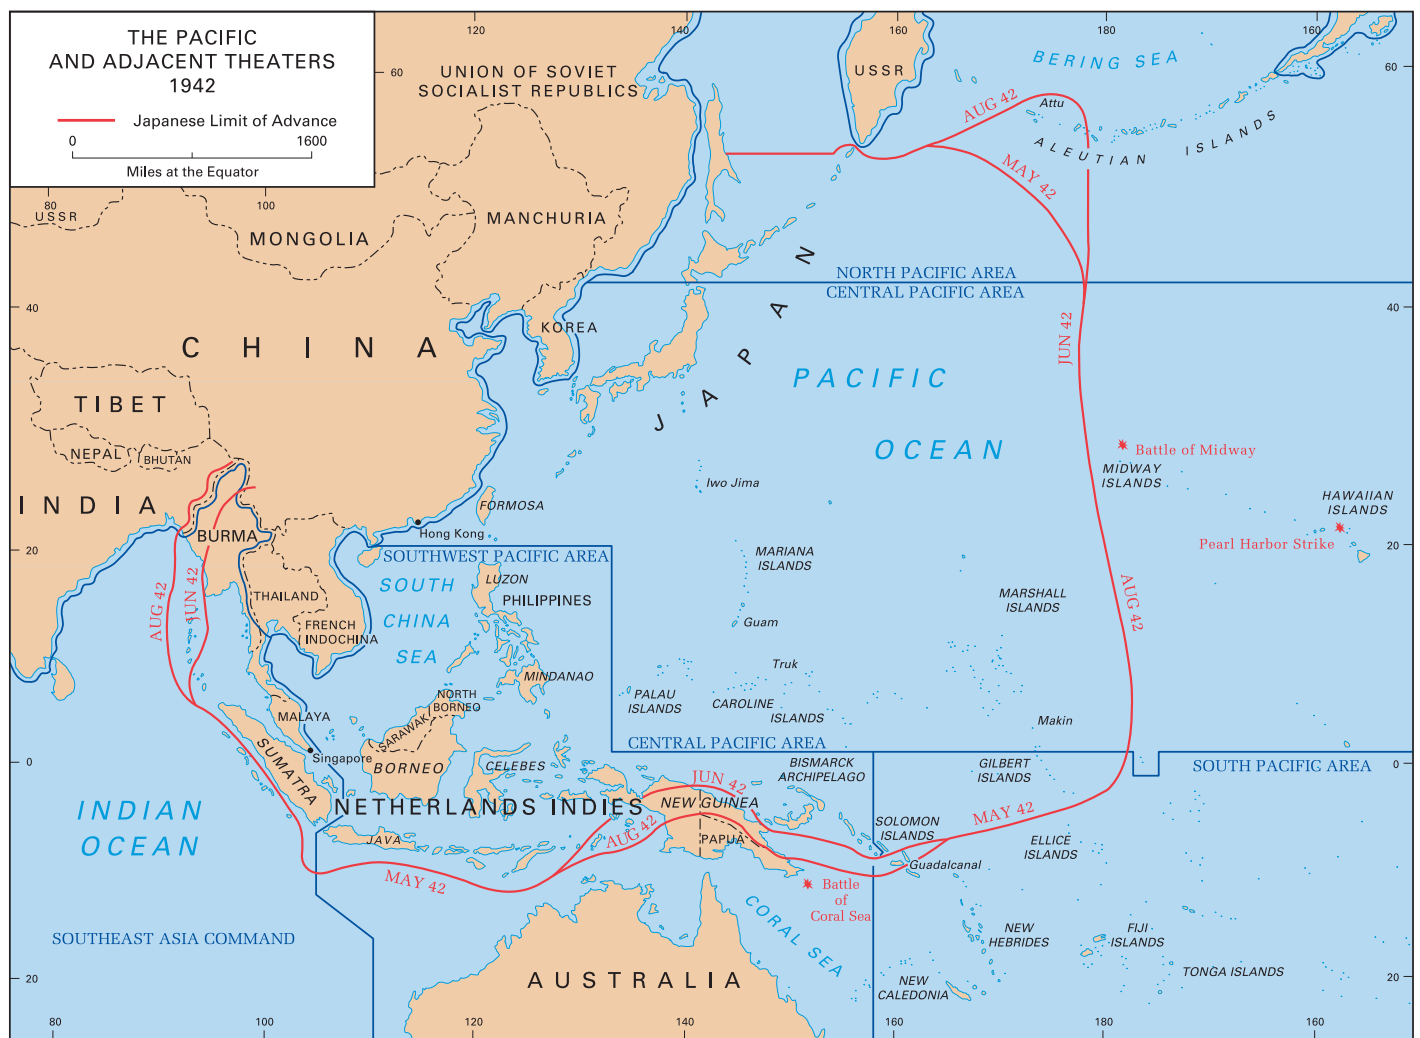 THE PACIFIC
AND ADJACENT THEATERS
1942
Japanese Limit of Advance
0 1600
Miles at the Equator
120
140
160
180
160
60
60
80
100
40
40
20
20
0
0
20
20
80
100
120
140
160
180
160
UNION OF SOVIET
SOCIALIST REPUBLICS
USSR
BERING SEA
AUG 42
Attu
ALEUTIAN ISLANDS
MAY 42
USSR
MONGOLIA
MANCHURIA
NORTH PACIFIC AREA
CENTRAL PACIFIC AREA
KOREA
JAPAN
JUN 42
CHINA
PACIFIC
OCEAN
TIBET
NEPAL
BHUTAN
Battle of Midway
MIDWAY
ISLANDS
Iwo Jima
HAWAIIAN
ISLANDS
Pearl Harbor Strike
INDIA
FORMOSA
BURMA
Hong Kong
SOUTHWEST PACIFIC AREA
MARIANA
ISLANDS
SOUTH
CHINA
SEA
LUZON
PHILIPPINES
THAILAND
FRENCH
INDOCHINA
AUG 42
JUN 42
MARSHALL
ISLANDS
AUG 42
Guam
Truk
MINDANAO
PALAU
ISLANDS
CAROLINE
ISLANDS
NORTH
BORNEO
SARAWAK
MALAYA
Makin
CENTRAL PACIFIC AREA
Singapore
SUMATRA
BORNEO
CELEBES
BISMARCK
ARCHIPELAGO
GILBERT
ISLANDS
SOUTH PACIFIC AREA
JUN 42
NETHERLANDS INDIES
NEW GUINEA
INDIAN
OCEAN
JAVA
AUG 42
PAPUA
SOLOMON
ISLANDS
MAY 42
ELLICE
ISLANDS
Guadalcanal
MAY 42
Battle
of
Coral Sea
CORAL SEA
SOUTHEAST ASIA COMMAND
NEW
HEBRIDES
FIJI
ISLANDS
TONGA ISLANDS
AUSTRALIA
NEW
CALEDONIA